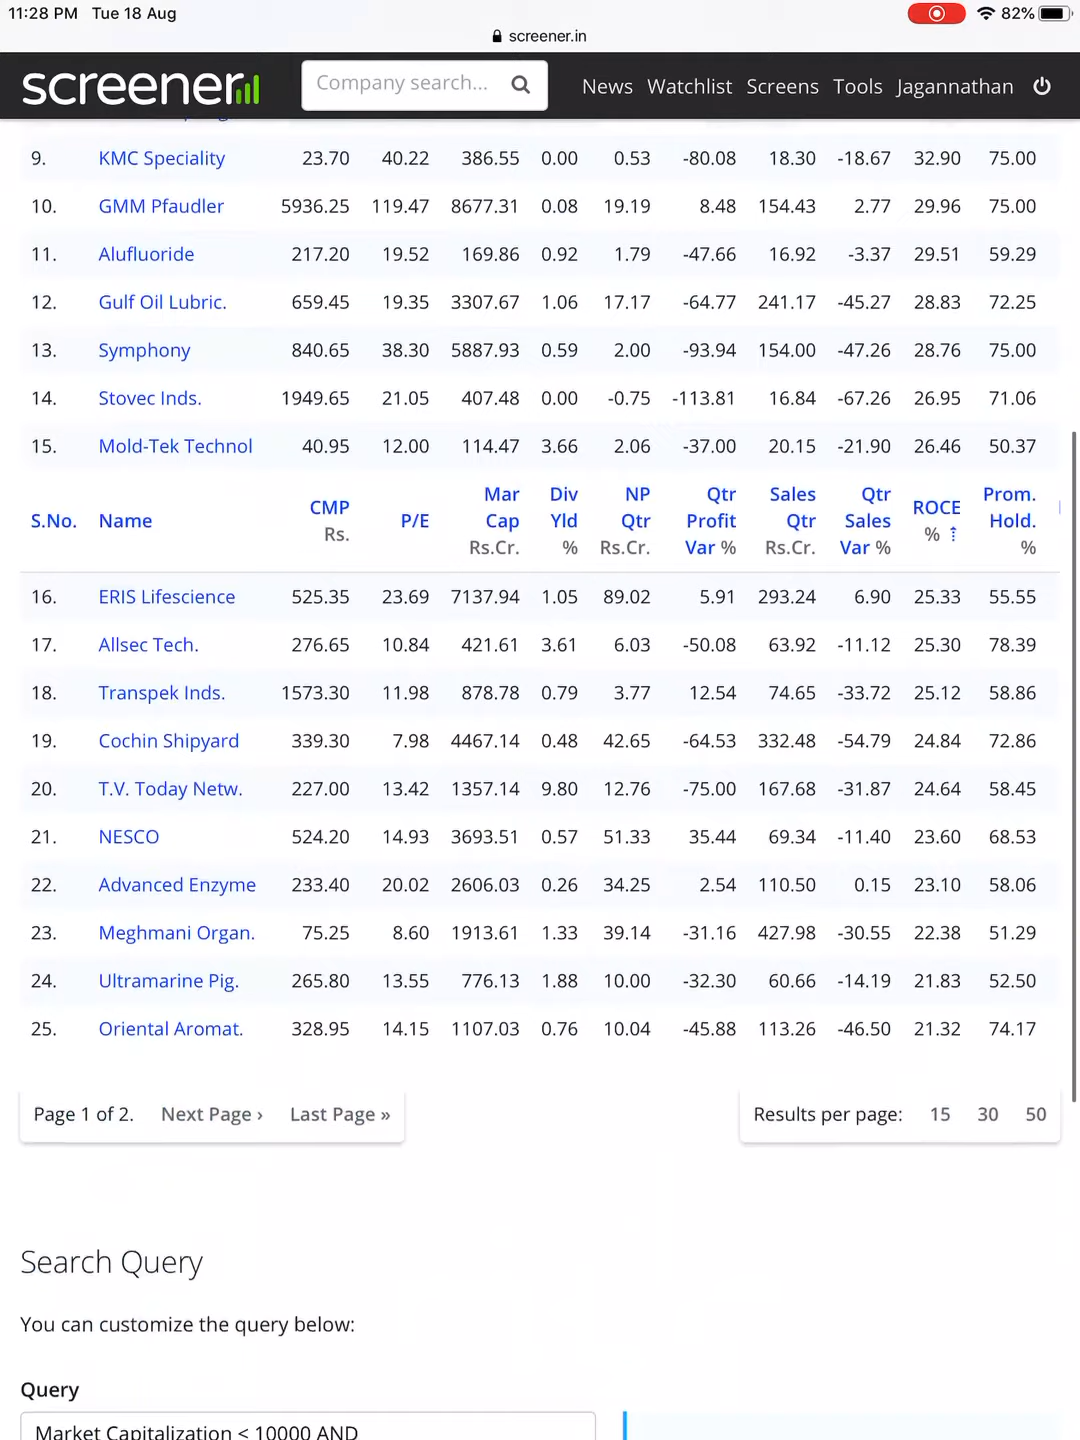 11:28 PM Tue 18 Aug 82%
screener.in
screener Company search... News Watchlist Screens Tools Jagannathan
9. KMC Speciality 23.70 40.22 386.55 0.00 0.53 -80.08 18.30 -18.67 32.90 75.00
10. GMM Pfaudler 5936.25 119.47 8677.31 0.08 19.19 8.48 154.43 2.77 29.96 75.00
11. Alufluoride 217.20 19.52 169.86 0.92 1.79 -47.66 16.92 -3.37 29.51 59.29
12. Gulf Oil Lubric. 659.45 19.35 3307.67 1.06 17.17 -64.77 241.17 -45.27 28.83 72.25
13. Symphony 840.65 38.30 5887.93 0.59 2.00 -93.94 154.00 -47.26 28.76 75.00
14. Stovec Inds. 1949.65 21.05 407.48 0.00 -0.75 -113.81 16.84 -67.26 26.95 71.06
15. Mold-Tek Technol 40.95 12.00 114.47 3.66 2.06 -37.00 20.15 -21.90 26.46 50.37
S.No. Name CMP Rs. P/E Mar Cap Rs.Cr. Div Yld % NP Qtr Rs.Cr. Qtr Profit Var % Sales Qtr Rs.Cr. Qtr Sales Var % ROCE % Prom. Hold. %
16. ERIS Lifescience 525.35 23.69 7137.94 1.05 89.02 5.91 293.24 6.90 25.33 55.55
17. Allsec Tech. 276.65 10.84 421.61 3.61 6.03 -50.08 63.92 -11.12 25.30 78.39
18. Transpek Inds. 1573.30 11.98 878.78 0.79 3.77 12.54 74.65 -33.72 25.12 58.86
19. Cochin Shipyard 339.30 7.98 4467.14 0.48 42.65 -64.53 332.48 -54.79 24.84 72.86
20. T.V. Today Netw. 227.00 13.42 1357.14 9.80 12.76 -75.00 167.68 -31.87 24.64 58.45
21. NESCO 524.20 14.93 3693.51 0.57 51.33 35.44 69.34 -11.40 23.60 68.53
22. Advanced Enzyme 233.40 20.02 2606.03 0.26 34.25 2.54 110.50 0.15 23.10 58.06
23. Meghmani Organ. 75.25 8.60 1913.61 1.33 39.14 -31.16 427.98 -30.55 22.38 51.29
24. Ultramarine Pig. 265.80 13.55 776.13 1.88 10.00 -32.30 60.66 -14.19 21.83 52.50
25. Oriental Aromat. 328.95 14.15 1107.03 0.76 10.04 -45.88 113.26 -46.50 21.32 74.17
Page 1 of 2. Next Page › Last Page » Results per page: 15 30 50
Search Query
You can customize the query below:
Query
Market Capitalization < 10000 AND